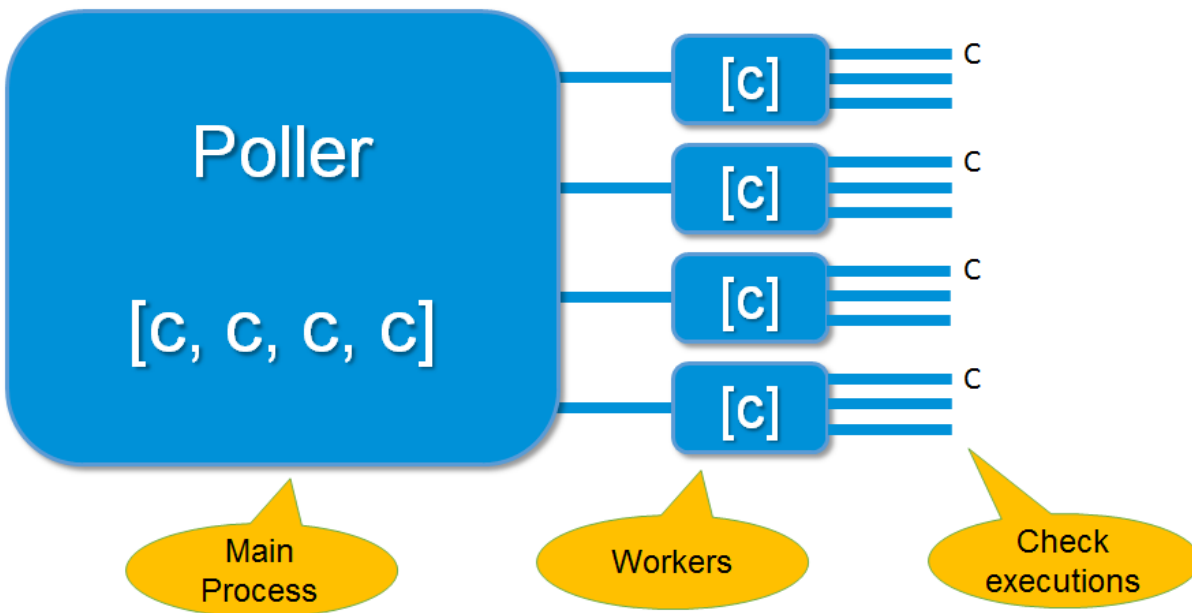 Poller
[c, c, c, c]
[c]
c
[c]
c
[c]
c
[c]
c
Main
Process
Workers
Check
executions